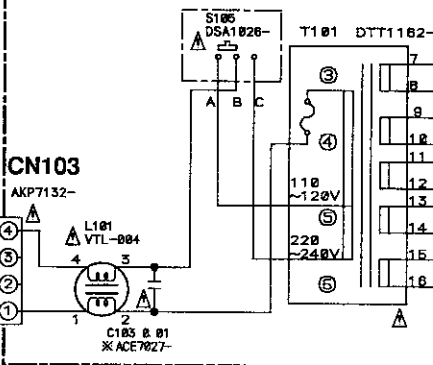 S105
DSA1026-
T101 DTT1162-
A B C
③
④
110
~120V
⑤
220
~240V
⑥
7
8
9
10
11
12
13
14
15
16
CN103
AKP7132-
④
③
②
①
L101
VTL-004
4 3
1 2
C103 0.01
※ACE7027-